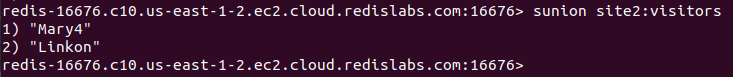 redis-16676.c10.us-east-1-2.ec2.cloud.redislabs.com:16676> sunion site2:visitors
1) "Mary4"
2) "Linkon"
redis-16676.c10.us-east-1-2.ec2.cloud.redislabs.com:16676>